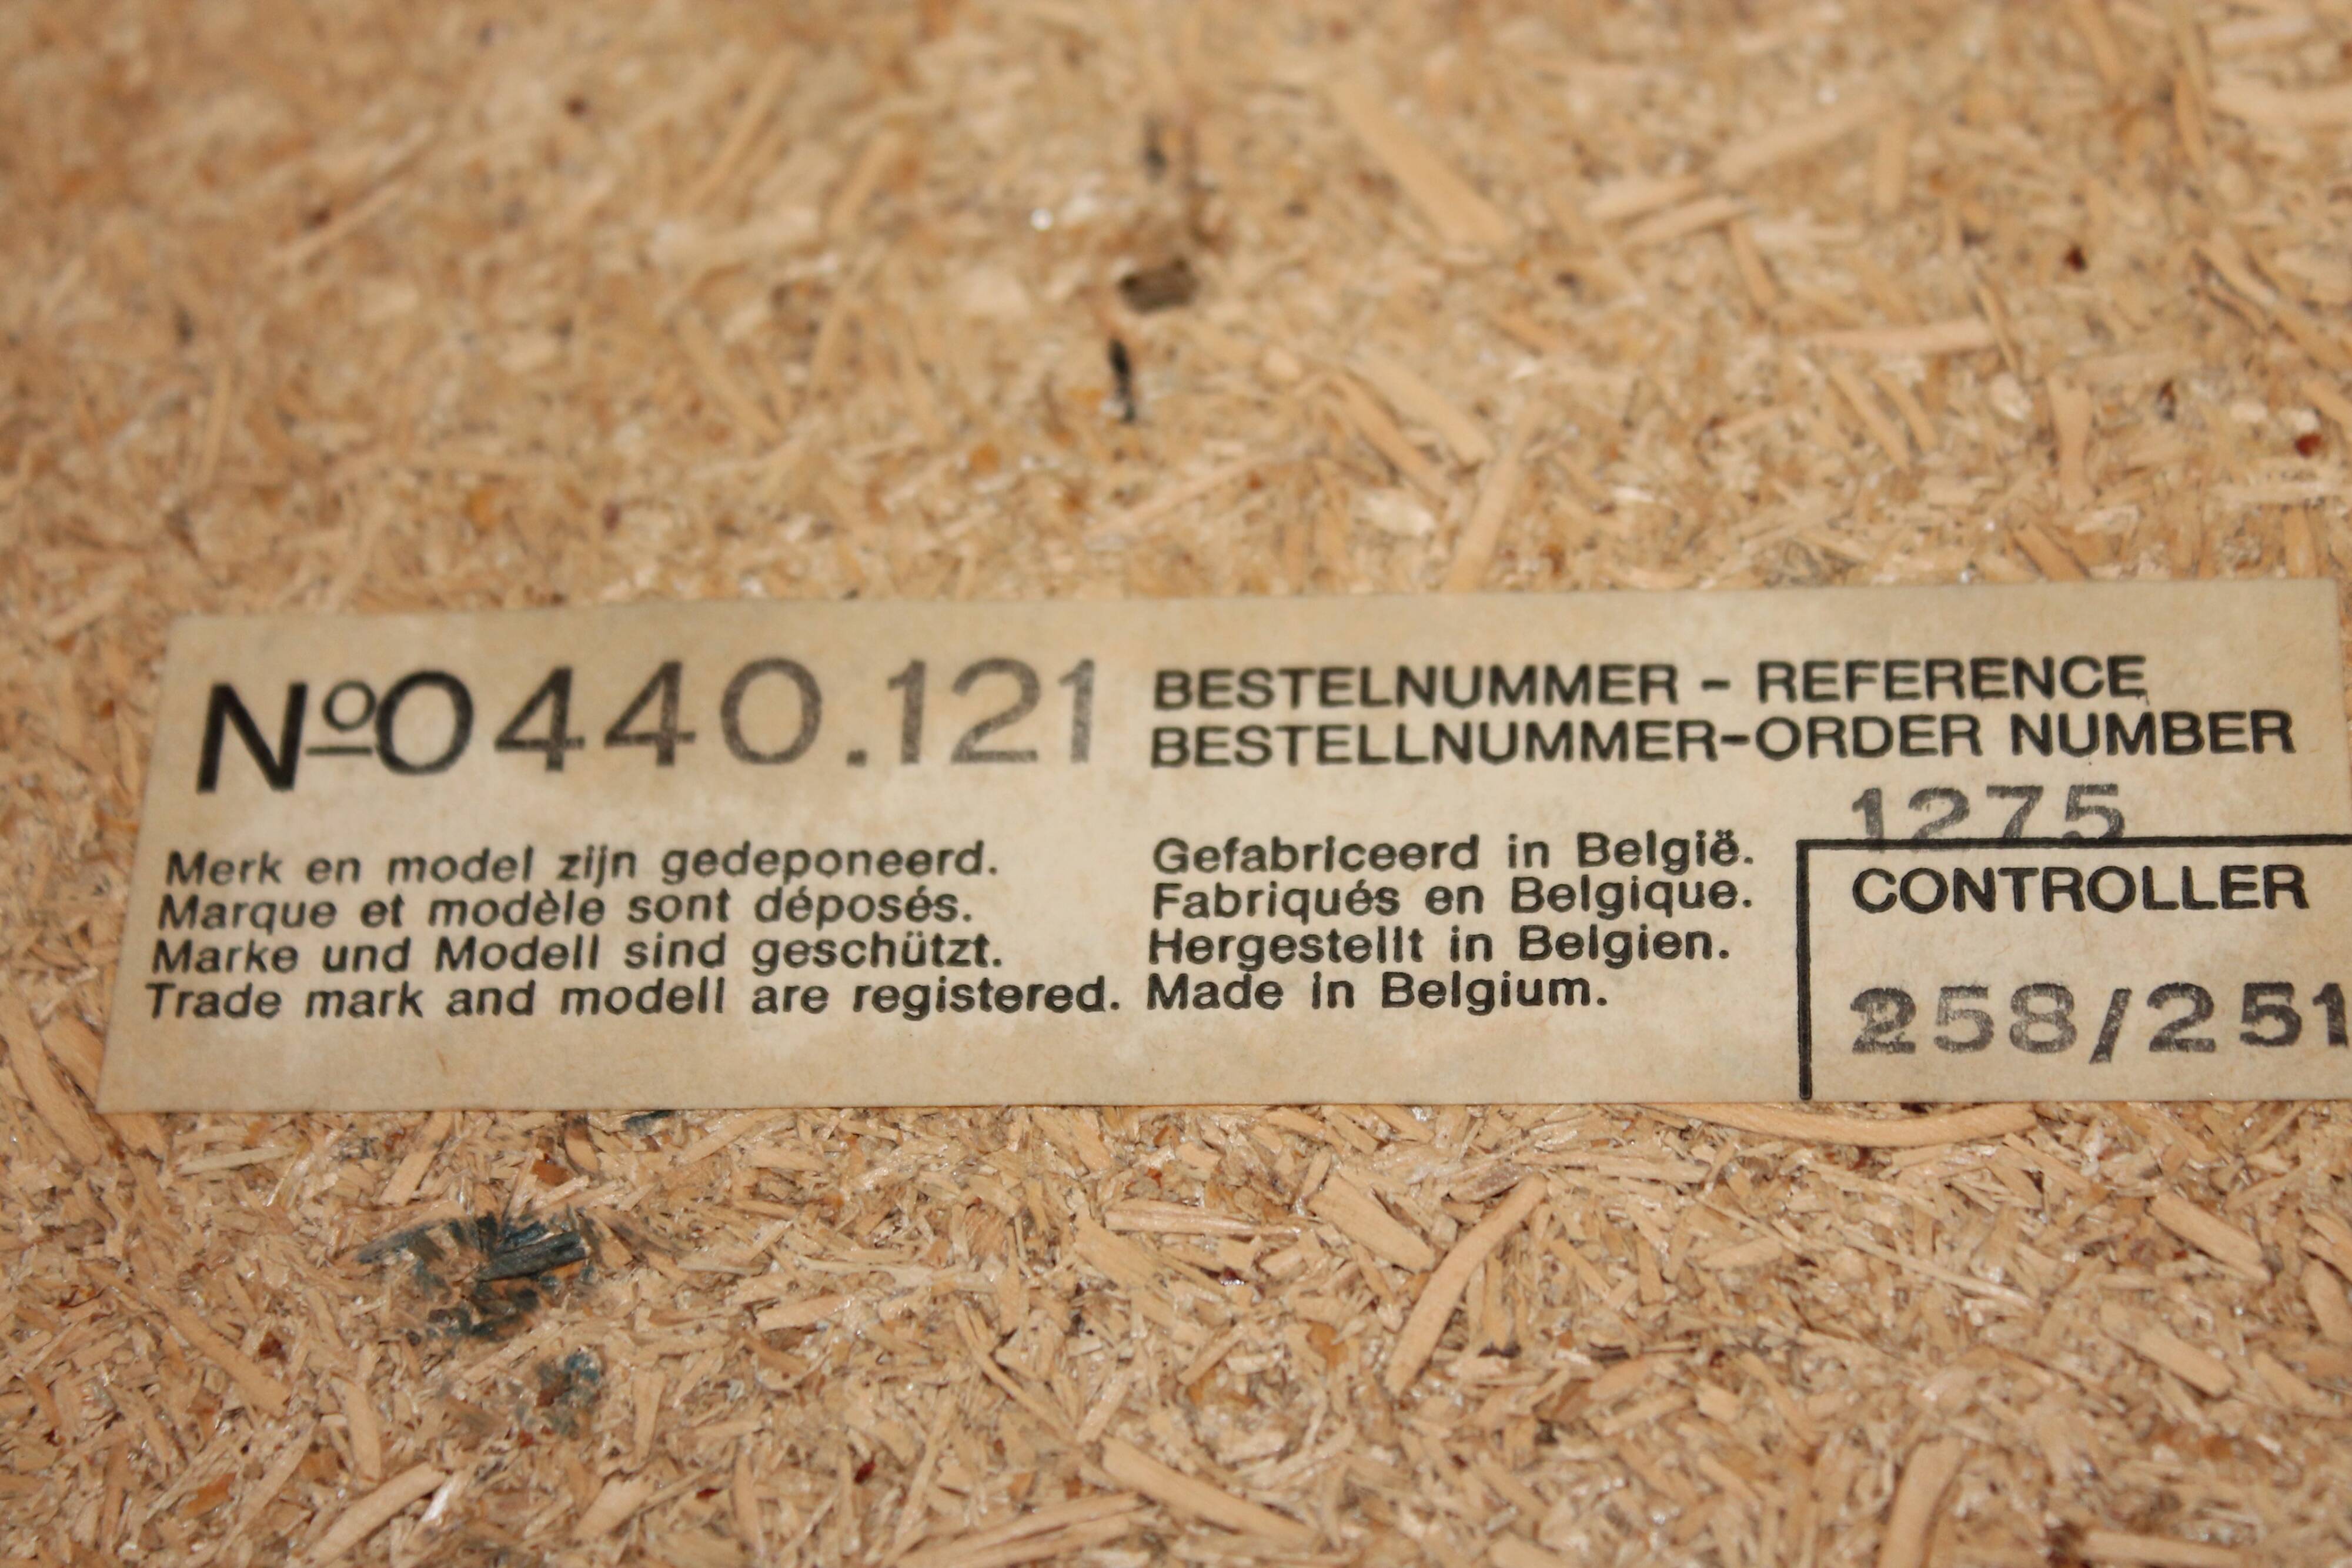 Nº0440.121
BESTELNUMMER - REFERENCE
BESTELLNUMMER-ORDER NUMBER
1275
Merk en model zijn gedeponeerd.
Marque et modèle sont déposés.
Marke und Modell sind geschützt.
Trade mark and modell are registered.
Gefabriceerd in België.
Fabriqués en Belgique.
Hergestellt in Belgien.
Made in Belgium.
CONTROLLER
258/251